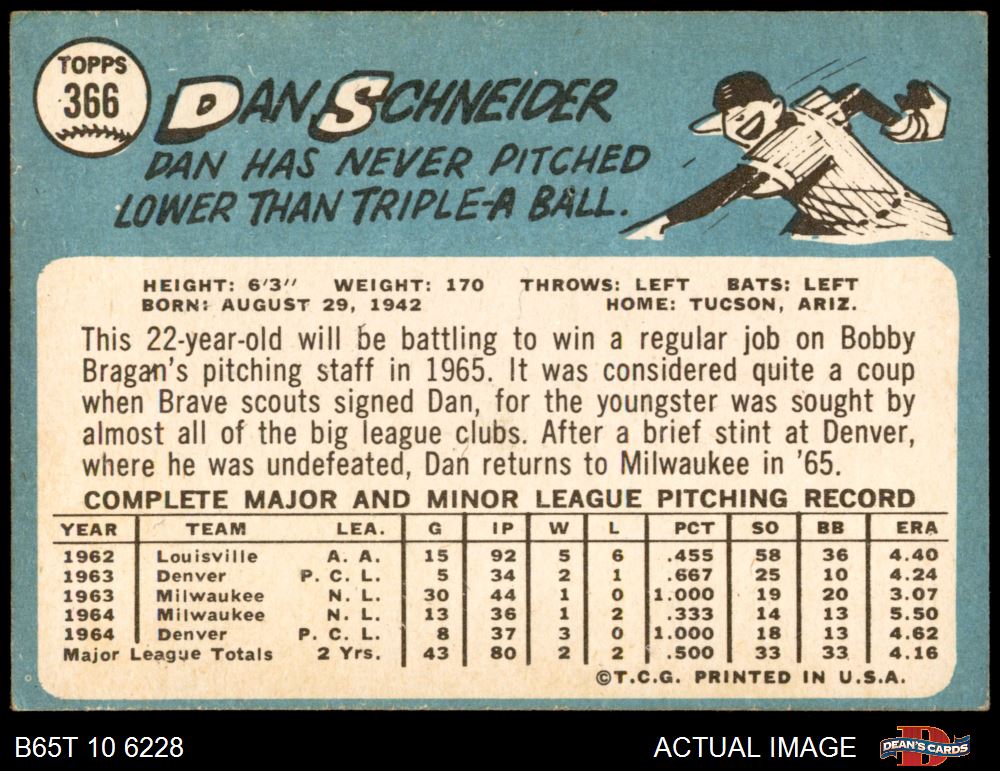 TOPPS
366
DAN SCHNEIDER
DAN HAS NEVER PITCHED
LOWER THAN TRIPLE-A BALL.
HEIGHT: 6'3" WEIGHT: 170 THROWS: LEFT BATS: LEFT
BORN: AUGUST 29, 1942 HOME: TUCSON, ARIZ.
This 22-year-old will be battling to win a regular job on Bobby
Bragan's pitching staff in 1965. It was considered quite a coup
when Brave scouts signed Dan, for the youngster was sought by
almost all of the big league clubs. After a brief stint at Denver,
where he was undefeated, Dan returns to Milwaukee in '65.
COMPLETE MAJOR AND MINOR LEAGUE PITCHING RECORD
YEAR TEAM LEA. G IP W L PCT SO BB ERA
1962 Louisville A. A. 15 92 5 6 .455 58 36 4.40
1963 Denver P. C. L. 5 34 2 1 .667 25 10 4.24
1963 Milwaukee N. L. 30 44 1 0 1.000 19 20 3.07
1964 Milwaukee N. L. 13 36 1 2 .333 14 13 5.50
1964 Denver P. C. L. 8 37 3 0 1.000 18 13 4.62
Major League Totals 2 Yrs. 43 80 2 2 .500 33 33 4.16
©T.C.G. PRINTED IN U.S.A.
B65T 10 6228 ACTUAL IMAGE DEAN'S CARDS